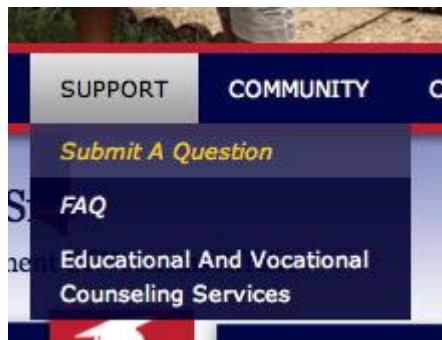 SUPPORT COMMUNITY
Submit A Question
FAQ
Educational And Vocational
Counseling Services